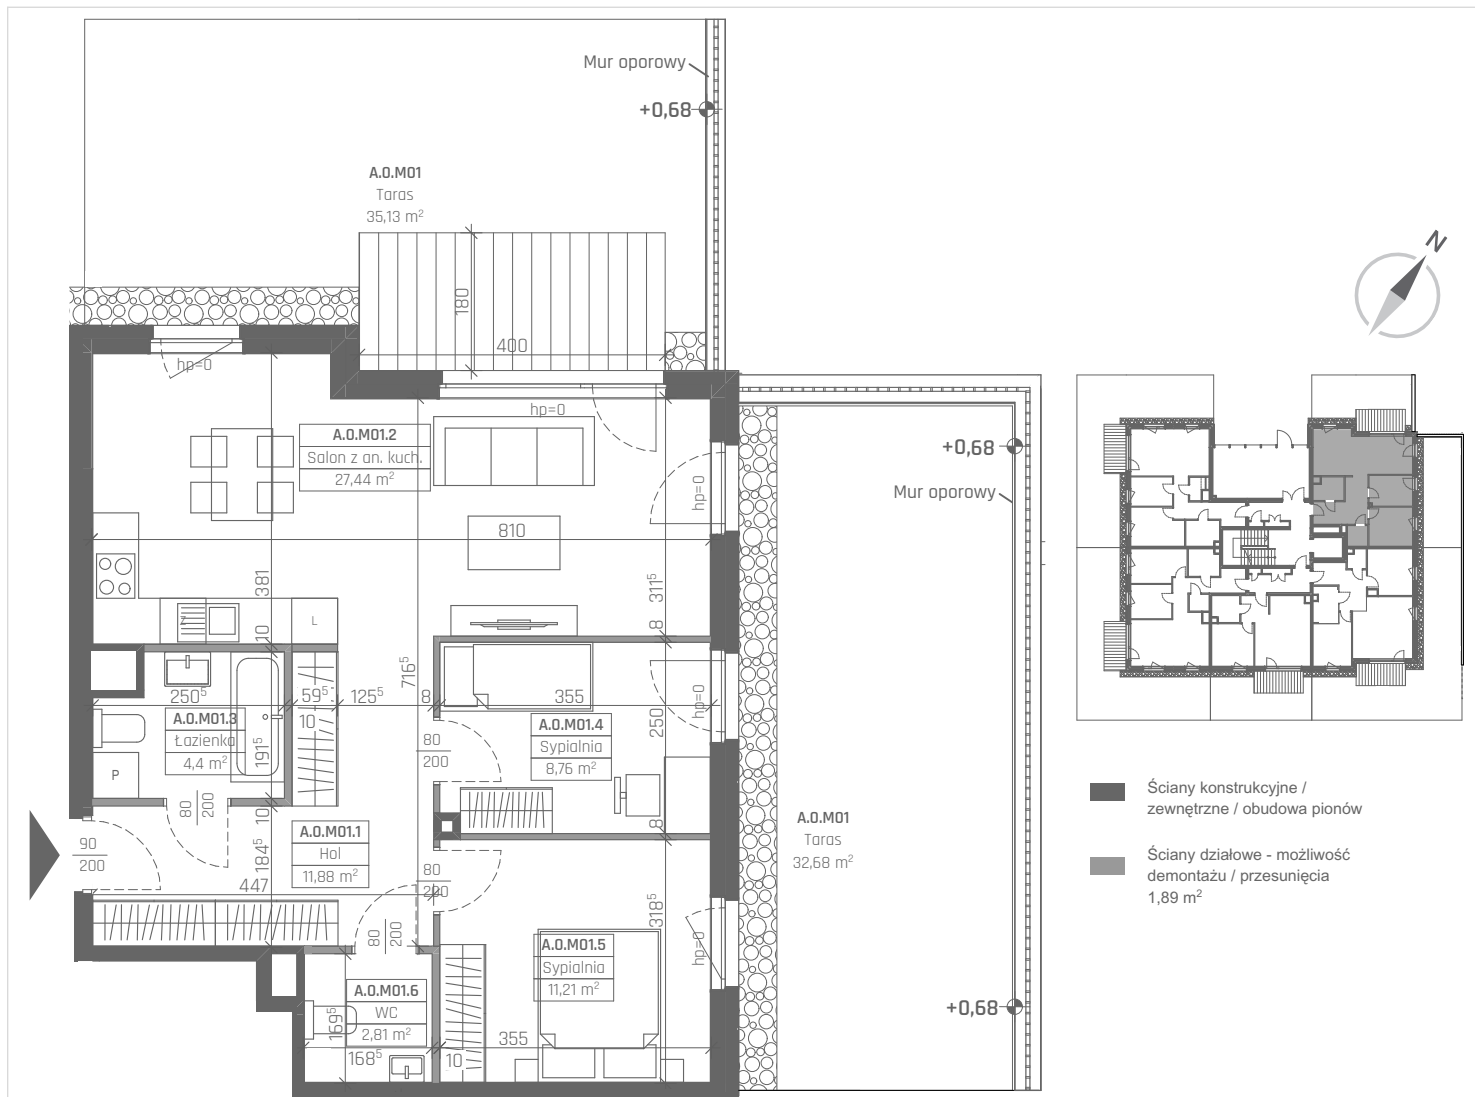 Mur oporowy
+0,68
A.0.M01
Taras
35,13 m²
N
180
400
hp=0
hp=0
A.0.M01.2
Salon z an. kuch.
27,44 m²
hp=0
810
381
311⁵
10
8
Z
L
+0,68
Mur oporowy
716⁵
250⁵
59⁵
125⁵
8
355
10
hp=0
250
A.0.M01.3
Łazienka
4,4 m²
191⁵
P
A.0.M01.4
Sypialnia
8,76 m²
80
200
80
200
10
8
90
200
184⁵
447
A.0.M01.1
Hol
11,88 m²
80
200
A.0.M01
Taras
32,68 m²
318⁵
80
200
hp=0
A.0.M01.5
Sypialnia
11,21 m²
A.0.M01.6
WC
2,81 m²
169⁵
168⁵
10
355
+0,68
Ściany konstrukcyjne /
zewnętrzne / obudowa pionów
Ściany działowe - możliwość
demontażu / przesunięcia
1,89 m²